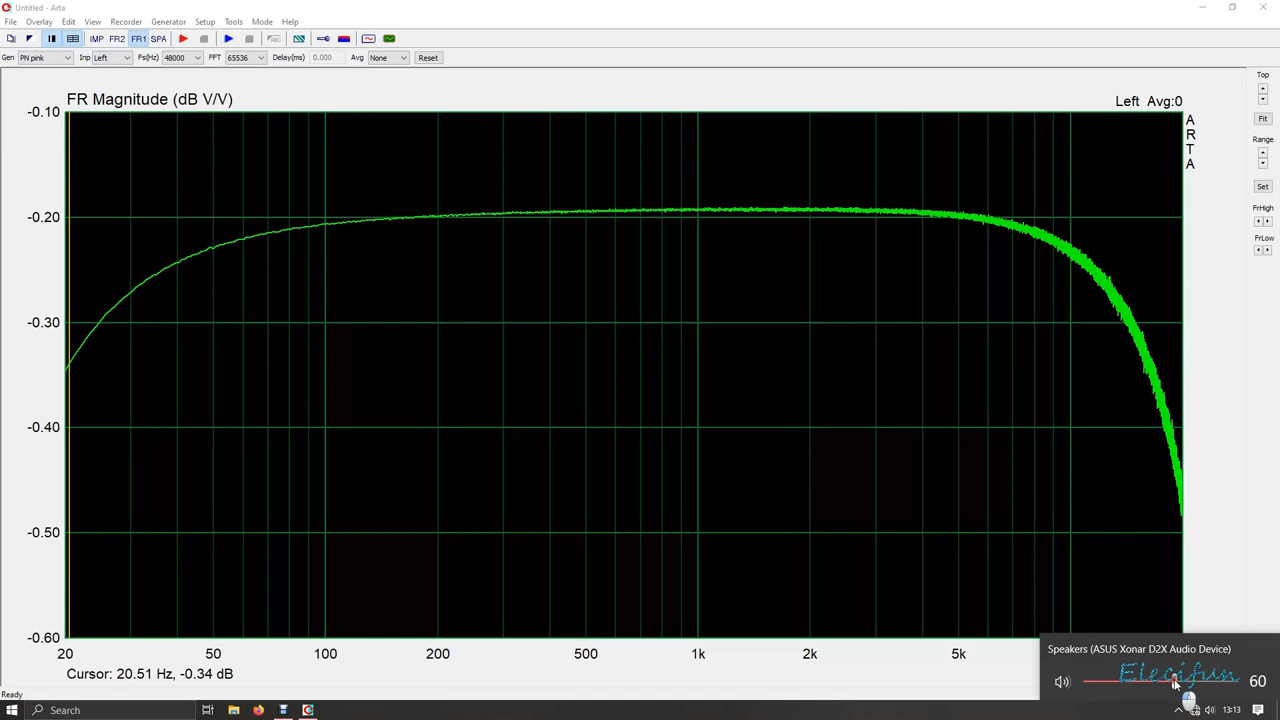 Untitled - Arta
File Overlay Edit View Recorder Generator Setup Tools Mode Help
IMP FR2 FR1 SPA
Gen PN pink Inp Left Fs(Hz) 48000 FFT 65536 Delay(ms) 0.000 Avg None Reset
FR Magnitude (dB V/V)
Left Avg:0
Top
Fit
Range
Set
FrHigh
FrLow
A
R
T
A
-0.10
-0.20
-0.30
-0.40
-0.50
-0.60
20 50 100 200 500 1k 2k 5k
Cursor: 20.51 Hz, -0.34 dB
Speakers (ASUS Xonar D2X Audio Device)
Elecifun
60
Ready
Search
13:13